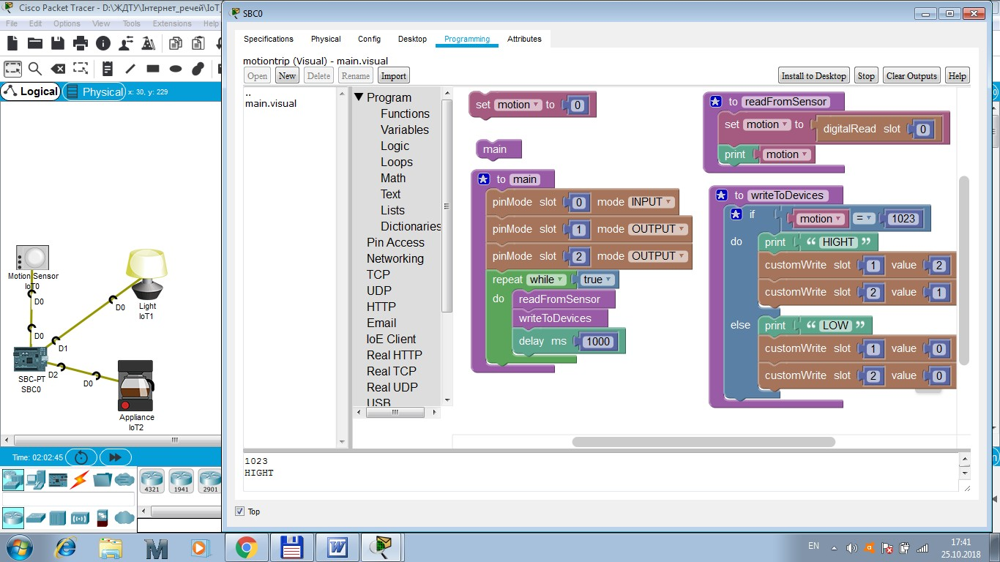 Cisco Packet Tracer - D:\ЖДТУ\Інтернет_речей\IoT_
File Edit Options View Tools Extensions Help
Logical
Physical x: 30, y: 229
Motion Sensor
IoT0
D0
D0
Light
IoT1
D0
D1
D2
D0
SBC-PT
SBC0
Appliance
IoT2
Time: 02:02:45
4321 1941 2901
SBC0
Specifications Physical Config Desktop Programming Attributes
motiontrip (Visual) - main.visual
Open New Delete Rename Import Install to Desktop Stop Clear Outputs Help
..
main.visual
Program
Functions
Variables
Logic
Loops
Math
Text
Lists
Dictionaries
Pin Access
Networking
TCP
UDP
HTTP
Email
IoE Client
Real HTTP
Real TCP
Real UDP
USB
set motion to 0
main
to main
pinMode slot 0 mode INPUT
pinMode slot 1 mode OUTPUT
pinMode slot 2 mode OUTPUT
repeat while true
do readFromSensor
writeToDevices
delay ms 1000
to readFromSensor
set motion to digitalRead slot 0
print motion
to writeToDevices
if motion = 1023
do print “ HIGHT ”
customWrite slot 1 value 2
customWrite slot 2 value 1
else print “ LOW ”
customWrite slot 1 value 0
customWrite slot 2 value 0
1023
HIGHT
Top
EN
17:41
25.10.2018